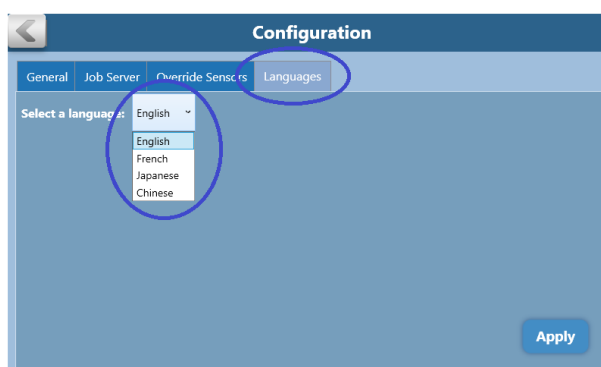 Configuration
General Job Server Override Sensors Languages
Select a language: English
English
French
Japanese
Chinese
Apply